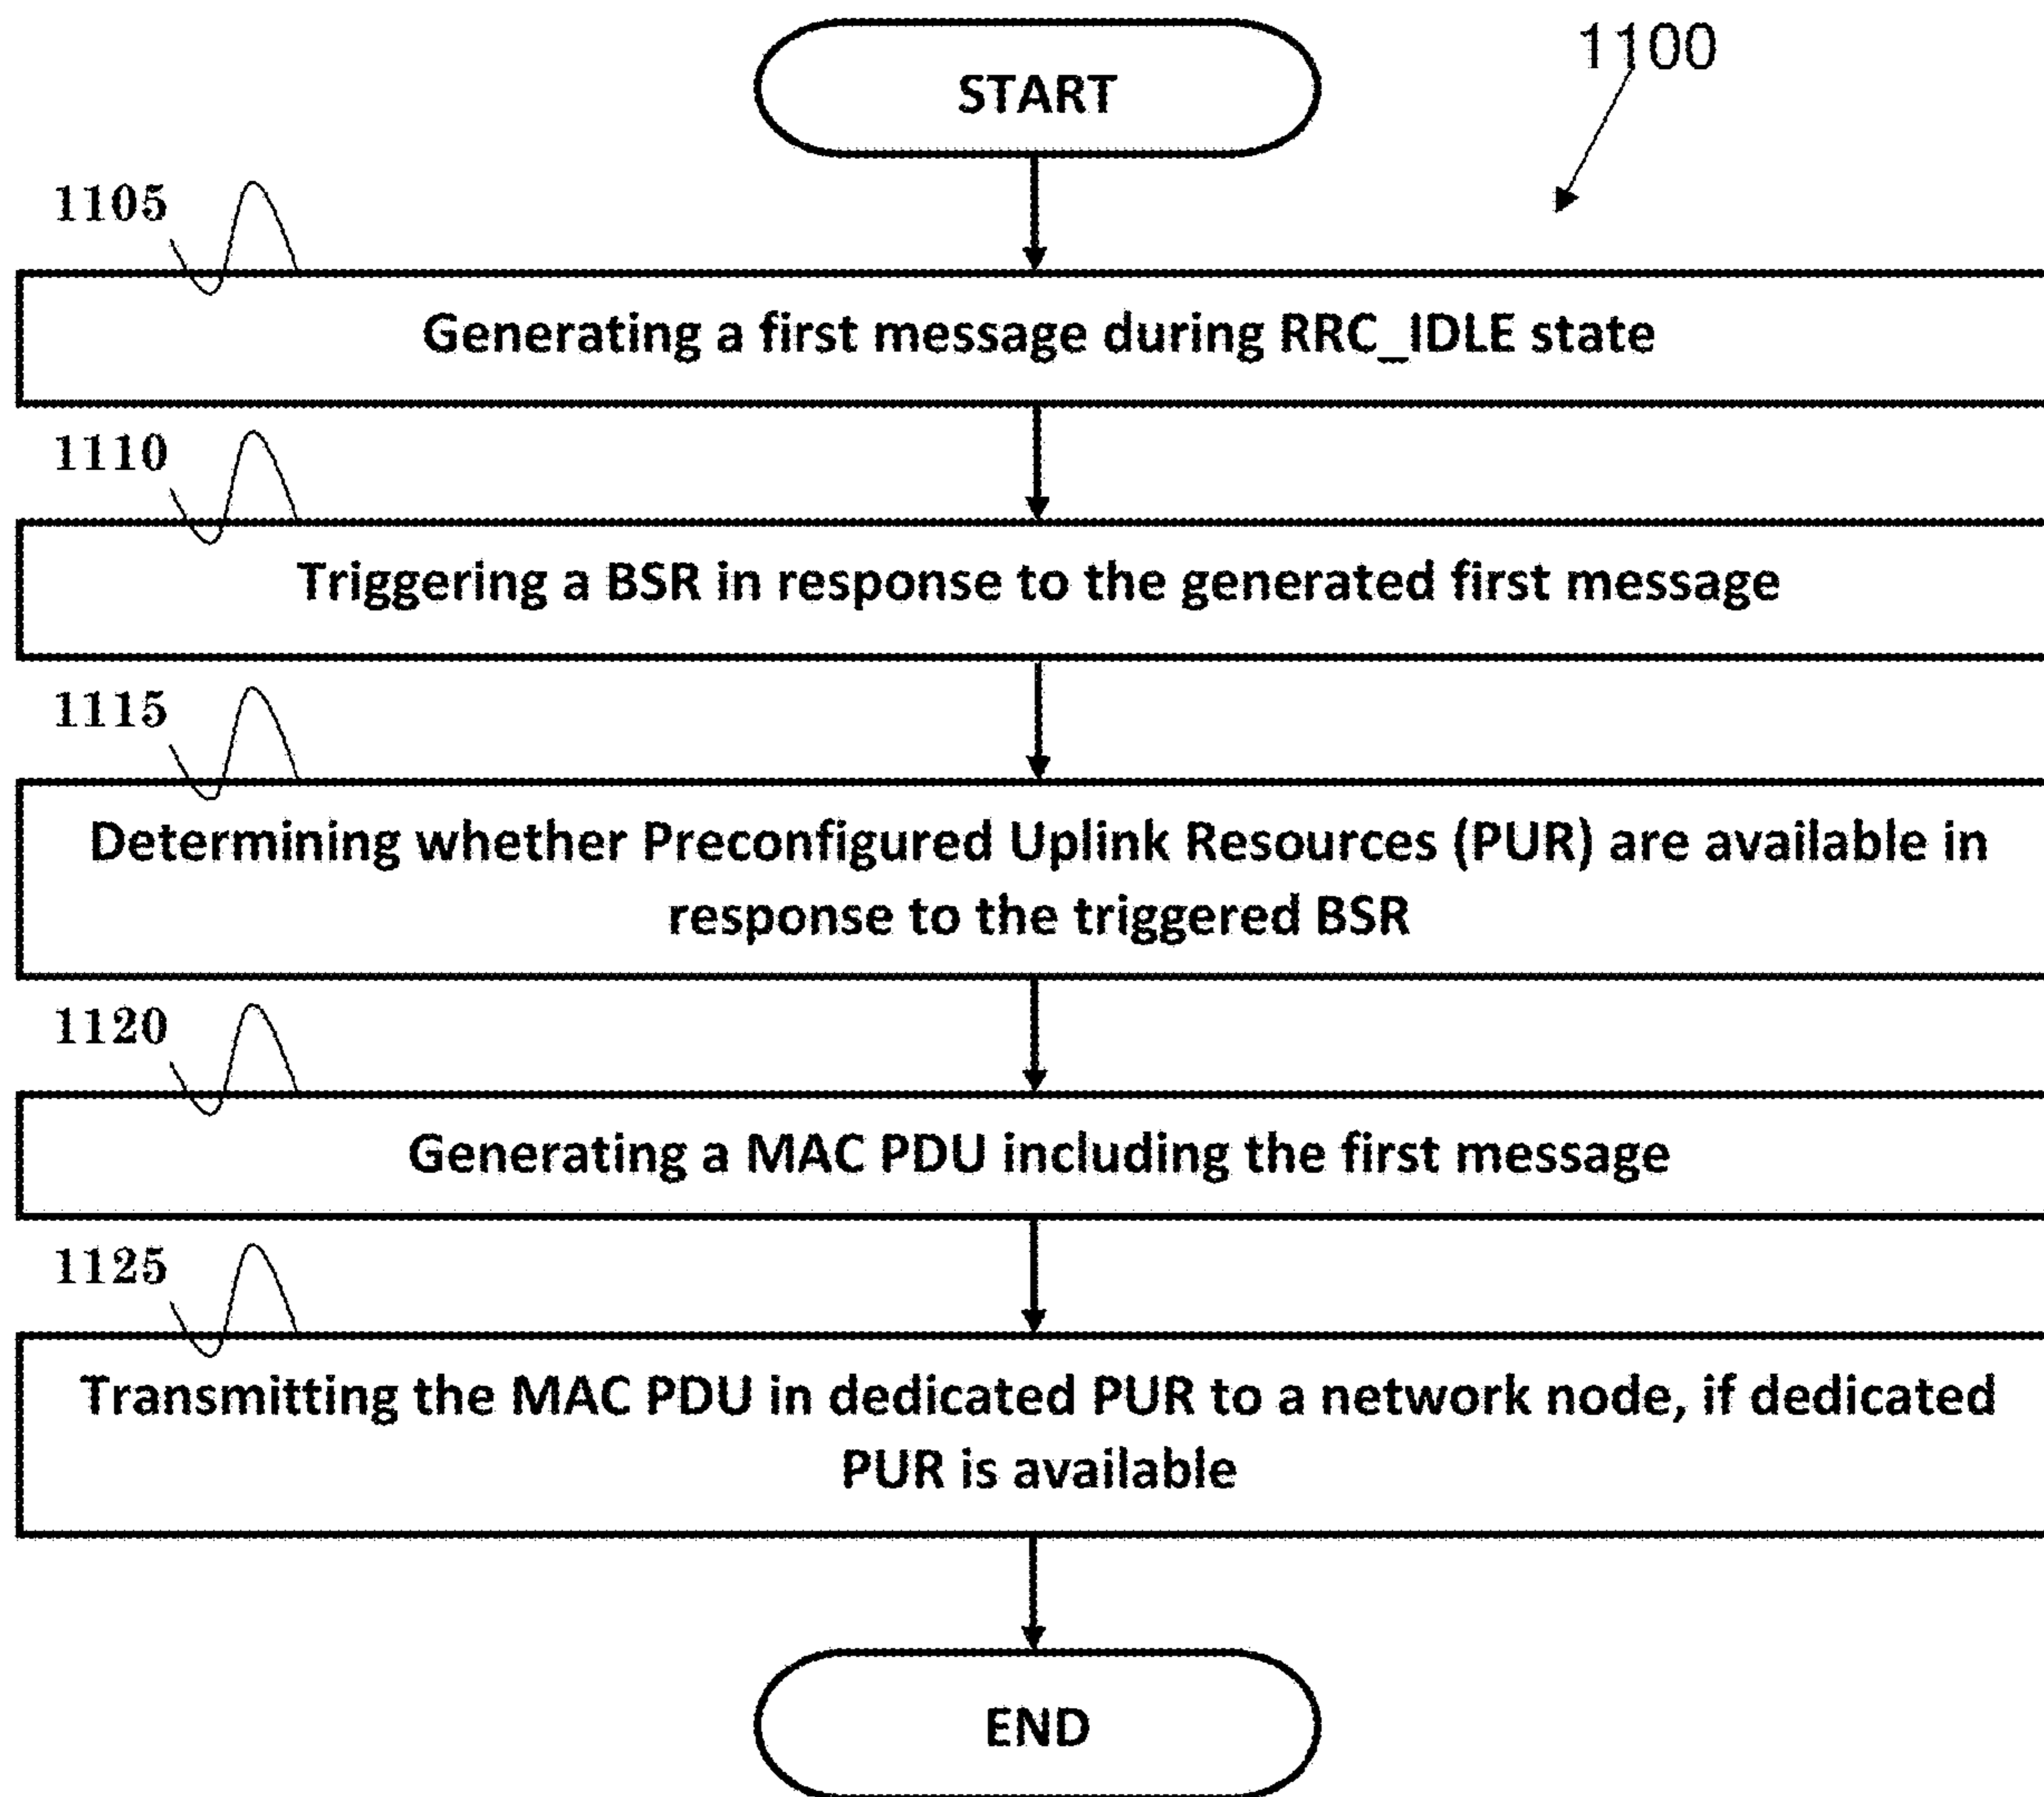 START
1100
1105
Generating a first message during RRC_IDLE state
1110
Triggering a BSR in response to the generated first message
1115
Determining whether Preconfigured Uplink Resources (PUR) are available in
response to the triggered BSR
1120
Generating a MAC PDU including the first message
1125
Transmitting the MAC PDU in dedicated PUR to a network node, if dedicated
PUR is available
END